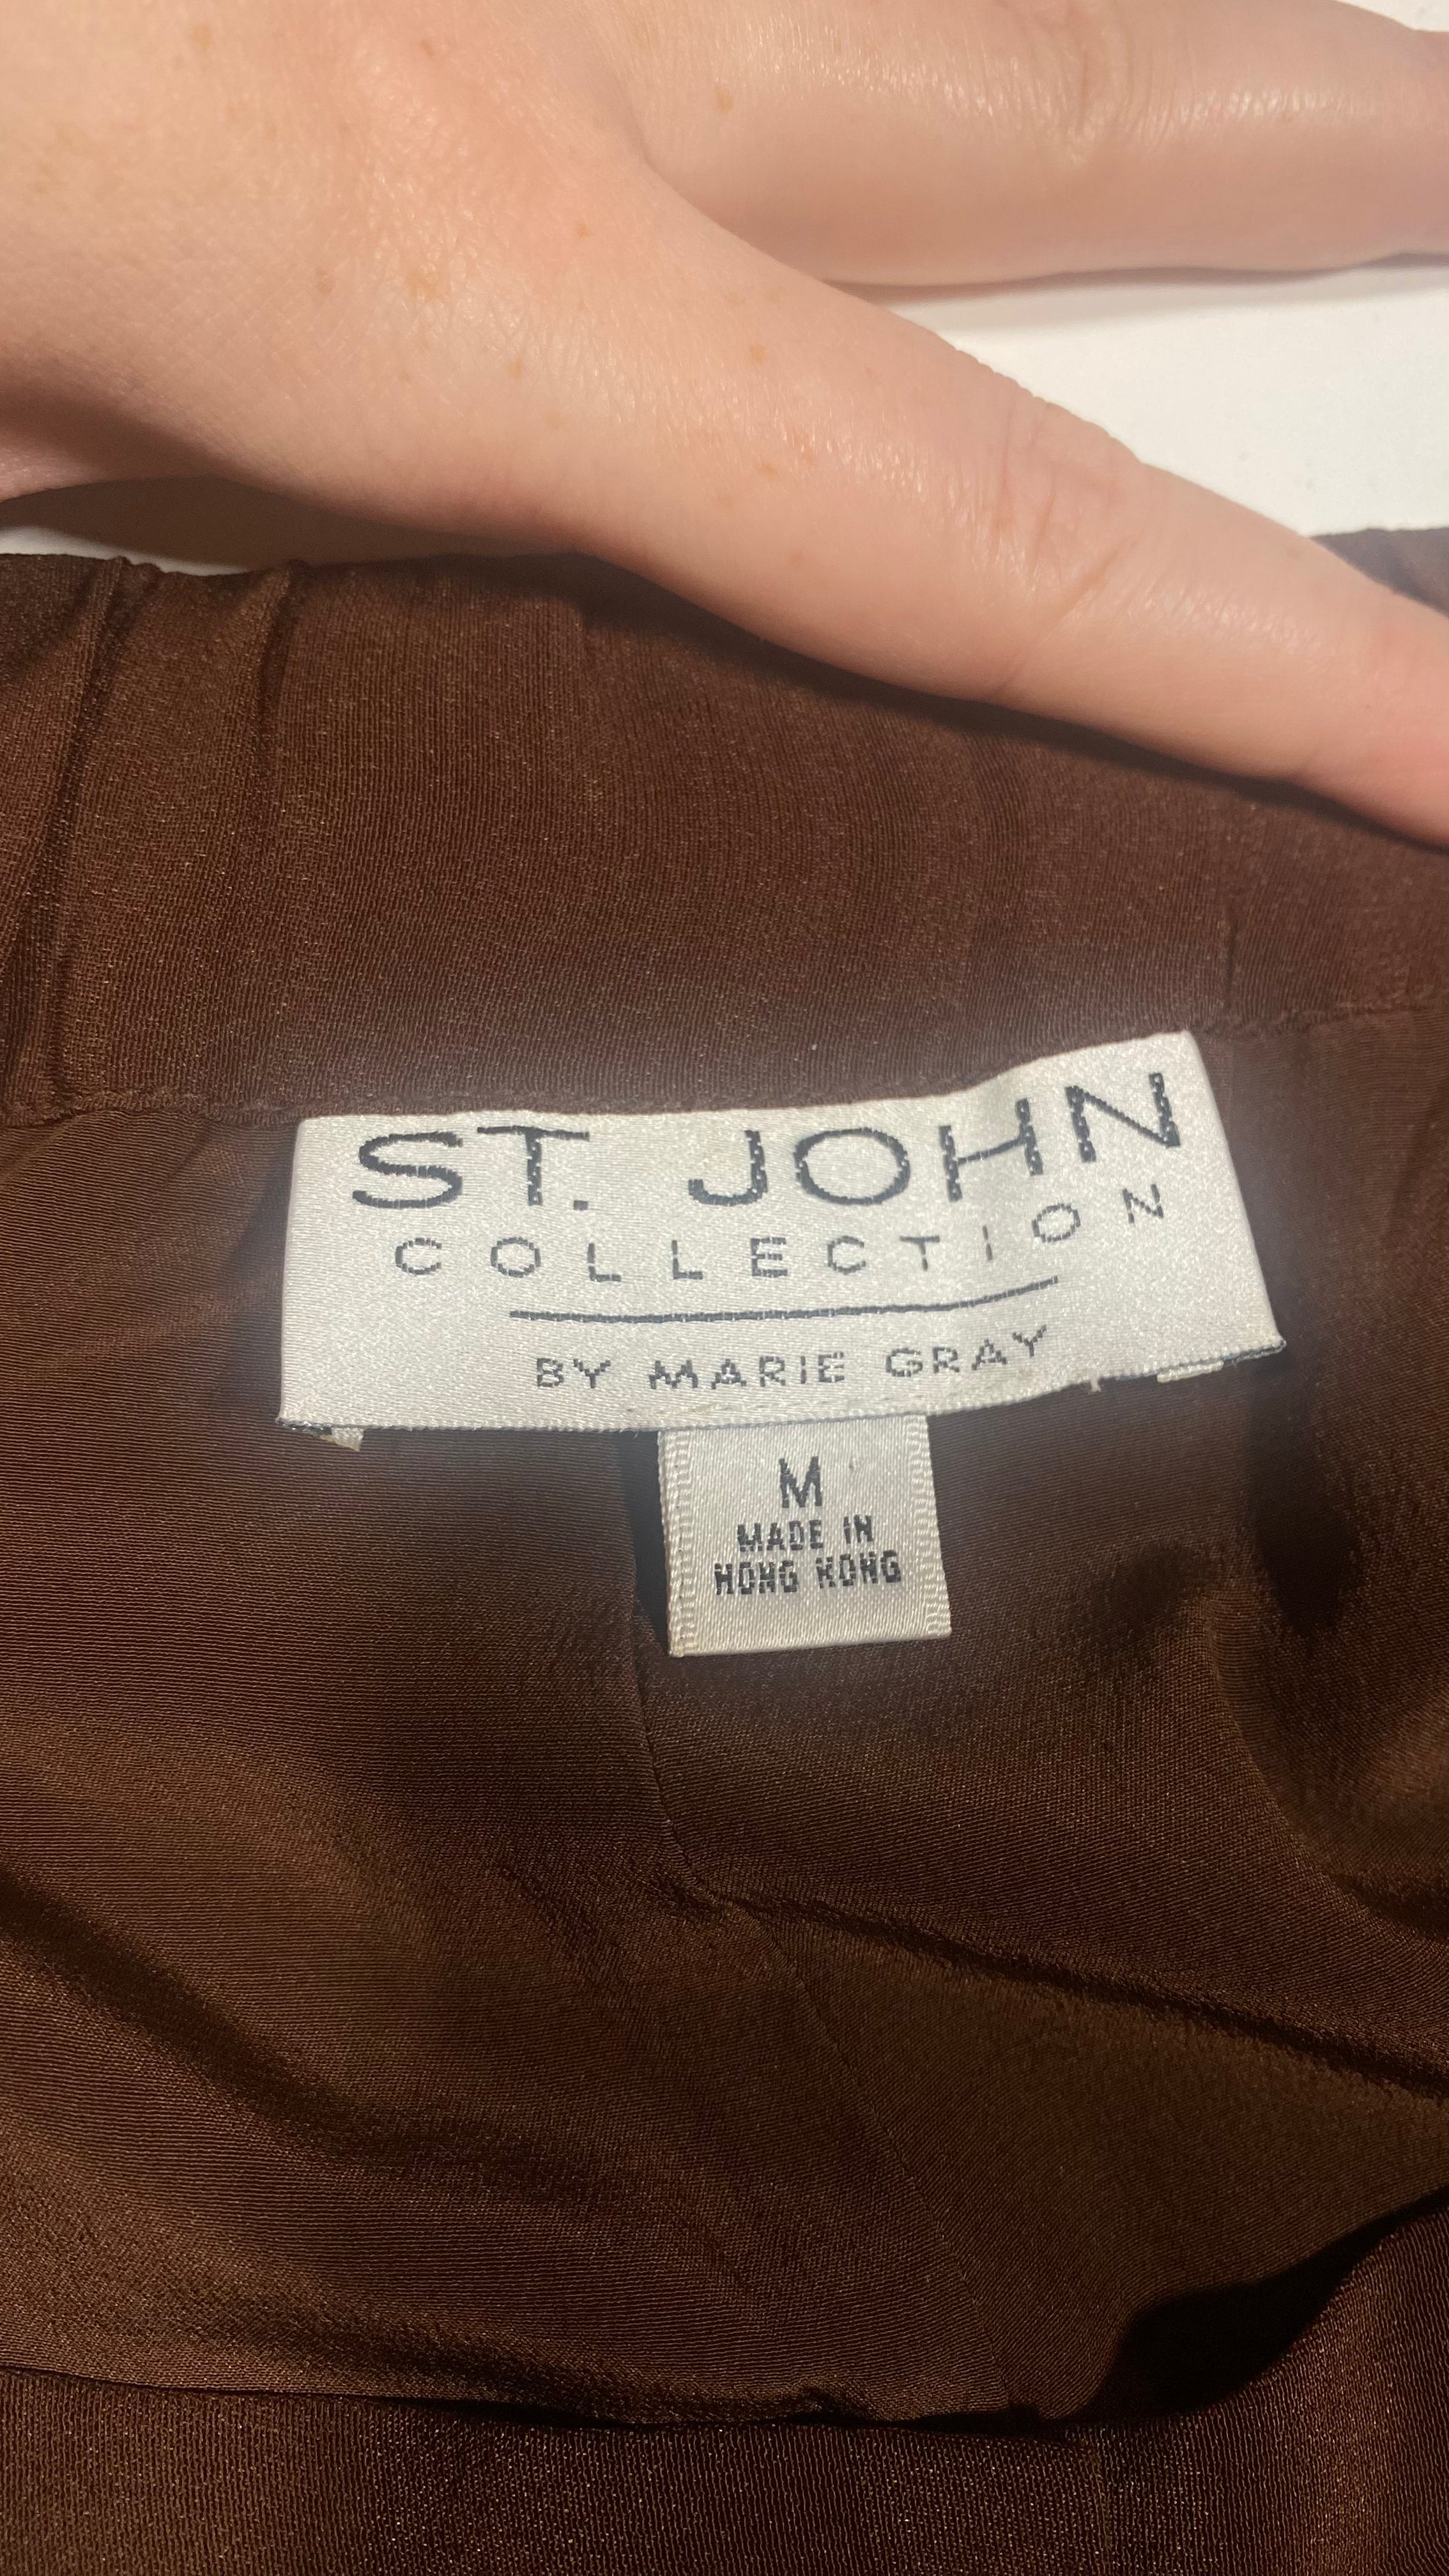 ST. JOHN
COLLECTION
BY MARIE GRAY
M
MADE IN
HONG KONG